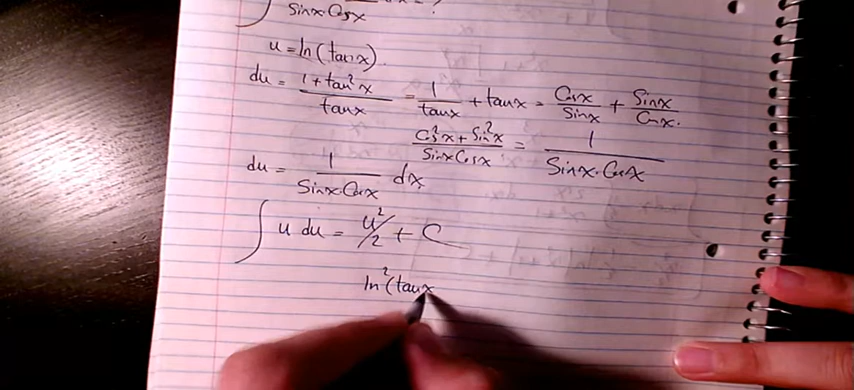 ∫ / sinx·Cosx = ?
u = ln(tanx).
du = (1+tan²x)/tanx = 1/tanx + tanx = Cosx/Sinx + Sinx/Cosx.
(Cos²x + Sin²x)/(SinxCosx) = 1/(Sinx·Cosx)
du = 1/(Sinx·Cosx) dx
∫ u du = u²/2 + C
ln²(tanx